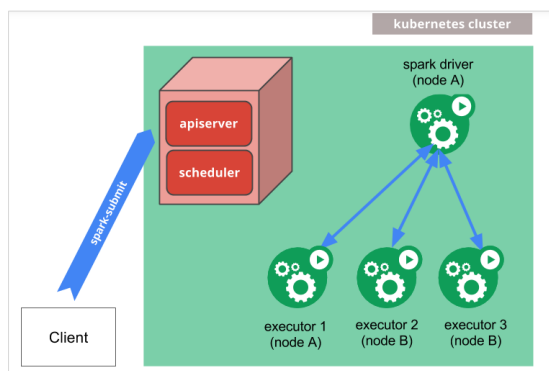 kubernetes cluster
spark driver
(node A)
apiserver
scheduler
spark-submit
executor 1
(node A)
executor 2
(node B)
executor 3
(node B)
Client